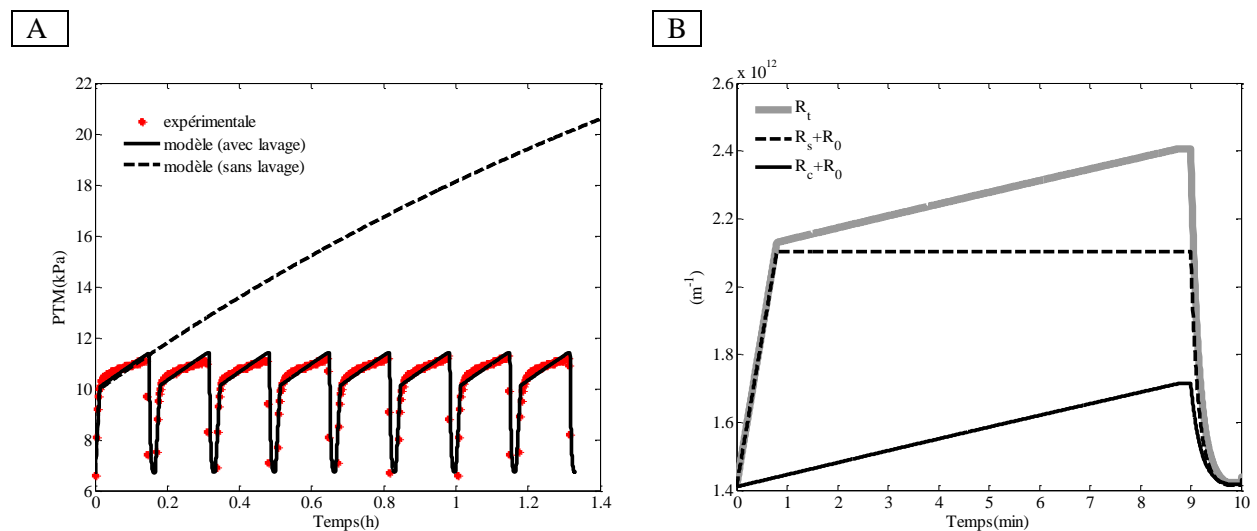 A
22
20
18
16
14
12
10
8
6
PTM(kPa)
expérimentale
modèle (avec lavage)
modèle (sans lavage)
0
0.2
0.4
0.6
0.8
1
1.2
1.4
Temps(h)
B
x 10^12
2.6
2.4
2.2
2
1.8
1.6
1.4
(m^-1)
R_t
R_s+R_0
R_c+R_0
0
1
2
3
4
5
6
7
8
9
10
Temps(min)